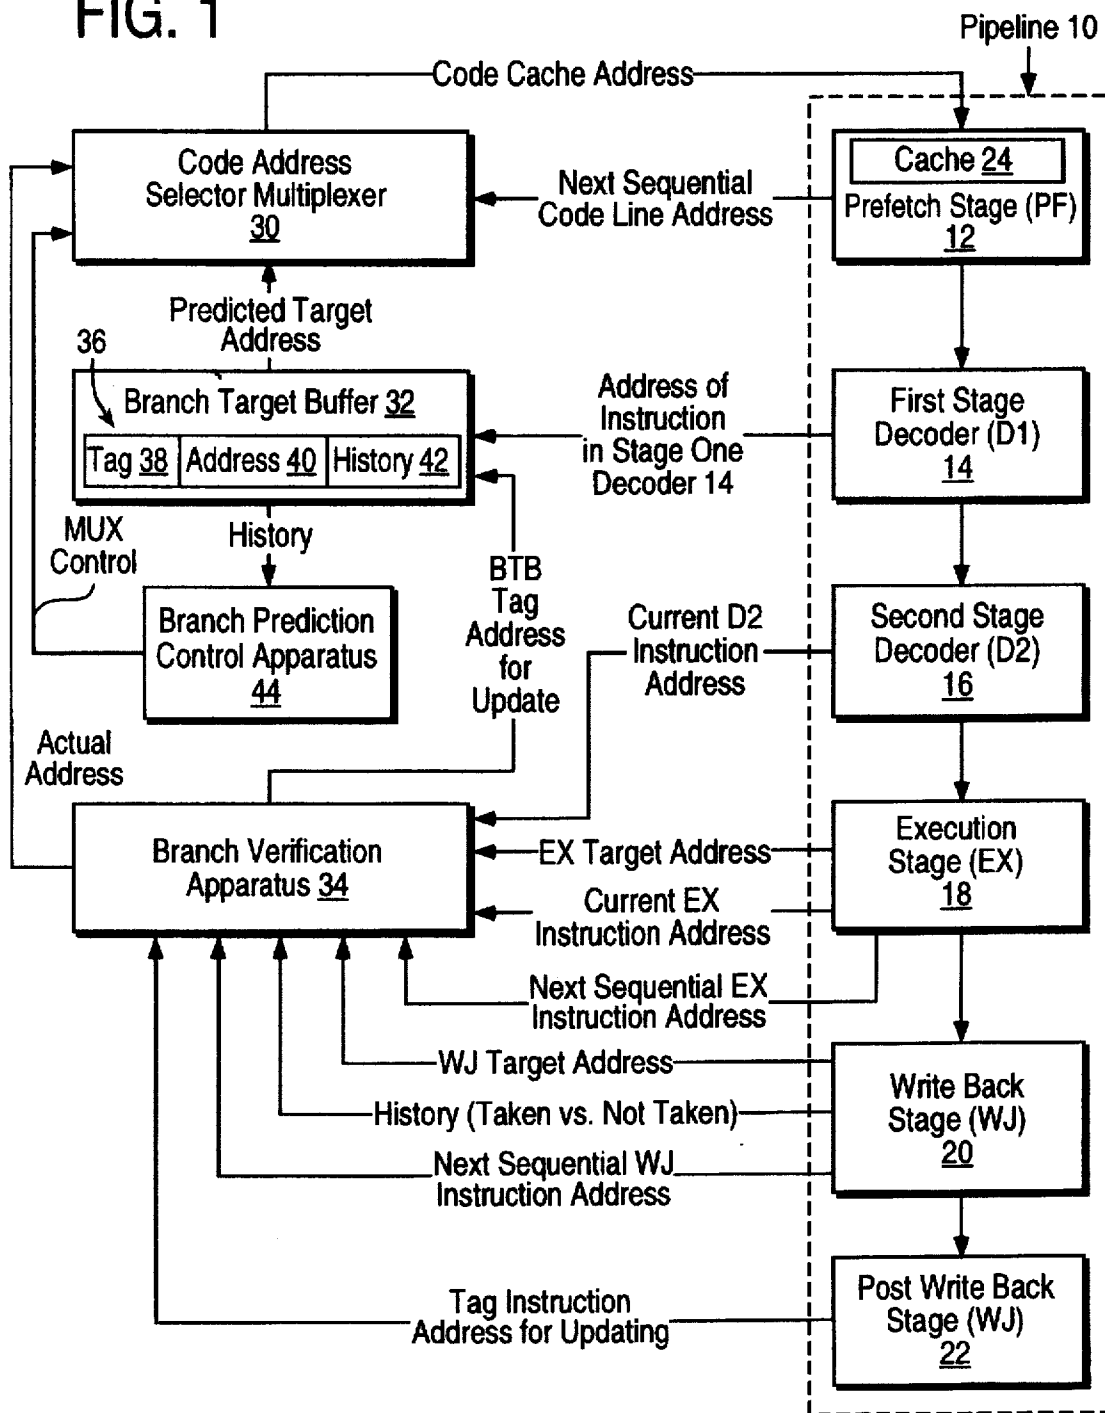 FIG. 1
Pipeline 10
Code Cache Address
Code Address
Selector Multiplexer
30
Next Sequential
Code Line Address
Cache 24
Prefetch Stage (PF)
12
Predicted Target
Address
36
Branch Target Buffer 32
Tag 38 Address 40 History 42
Address of
Instruction
in Stage One
Decoder 14
First Stage
Decoder (D1)
14
MUX
Control
History
BTB
Tag
Address
for
Update
Branch Prediction
Control Apparatus
44
Current D2
Instruction
Address
Second Stage
Decoder (D2)
16
Actual
Address
Branch Verification
Apparatus 34
EX Target Address
Current EX
Instruction Address
Execution
Stage (EX)
18
Next Sequential EX
Instruction Address
WJ Target Address
History (Taken vs. Not Taken)
Next Sequential WJ
Instruction Address
Write Back
Stage (WJ)
20
Tag Instruction
Address for Updating
Post Write Back
Stage (WJ)
22